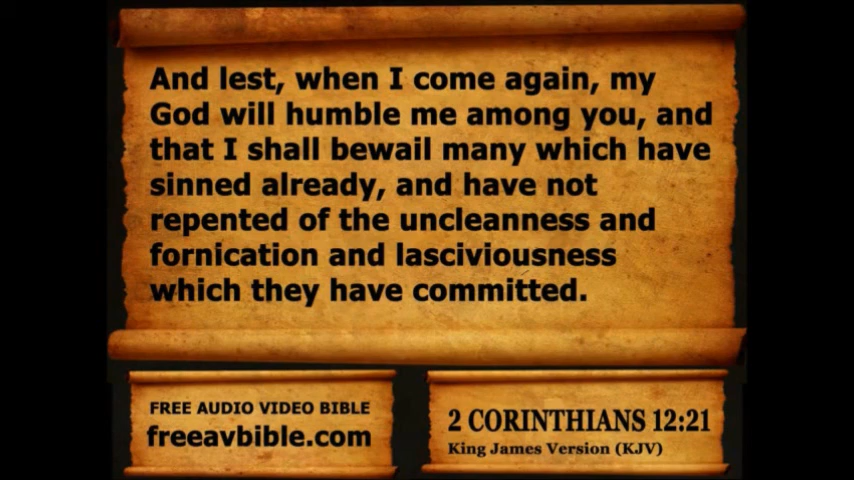 And lest, when I come again, my
God will humble me among you, and
that I shall bewail many which have
sinned already, and have not
repented of the uncleanness and
fornication and lasciviousness
which they have committed.
FREE AUDIO VIDEO BIBLE
freeavbible.com
2 CORINTHIANS 12:21
King James Version (KJV)